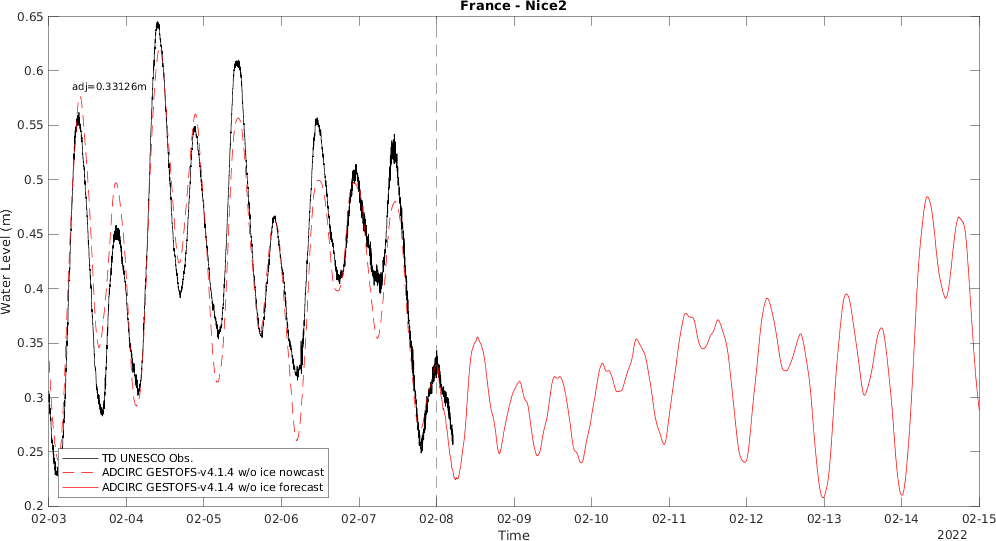 France - Nice2
0.65
0.6
0.55
0.5
0.45
0.4
0.35
0.3
0.25
0.2
Water Level (m)
adj=0.33126m
TD UNESCO Obs.
ADCIRC GESTOFS-v4.1.4 w/o ice nowcast
ADCIRC GESTOFS-v4.1.4 w/o ice forecast
02-03 02-04 02-05 02-06 02-07 02-08 02-09 02-10 02-11 02-12 02-13 02-14 02-15
Time
2022